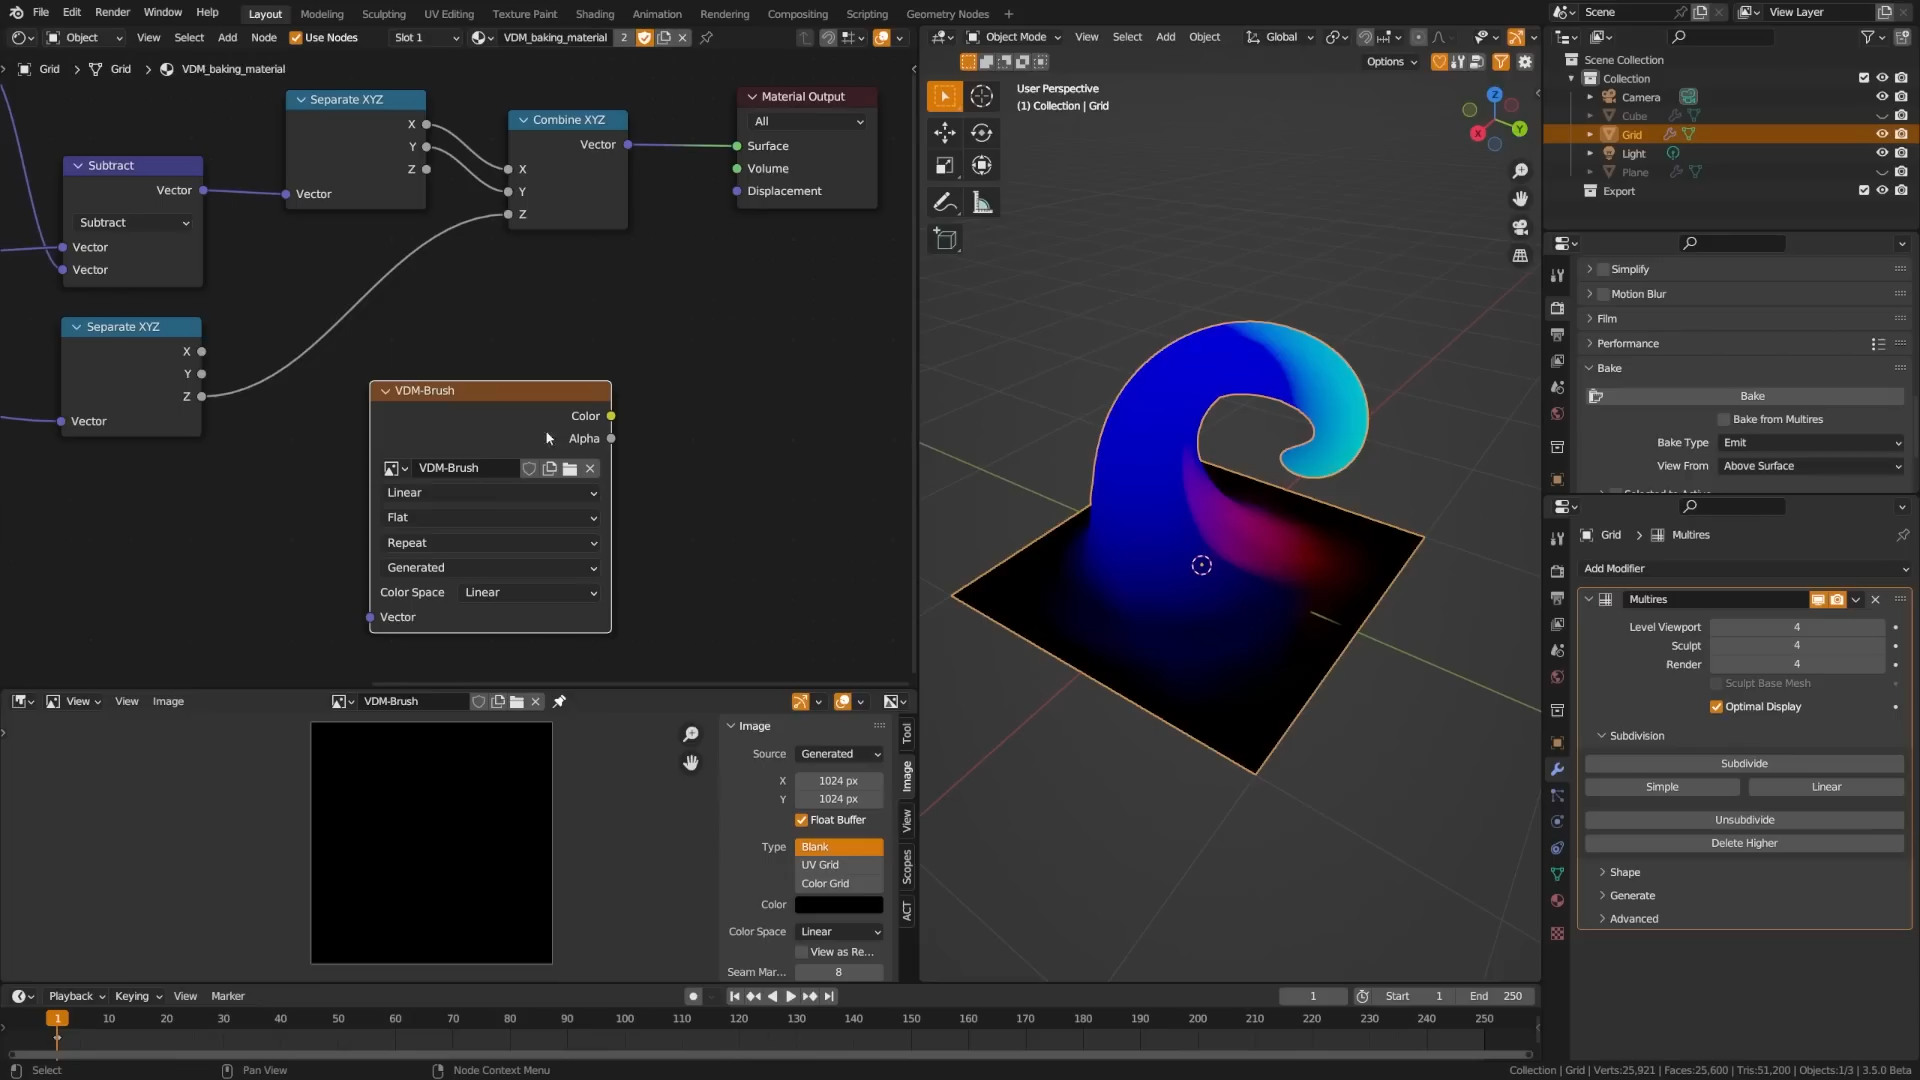 File Edit Render Window Help Layout Modeling Sculpting UV Editing Texture Paint Shading Animation Rendering Compositing Scripting Geometry Nodes + Scene View Layer
Object View Select Add Node Use Nodes Slot 1 VDM_baking_material 2
Object Mode View Select Add Object Global
Options
Grid > Grid > VDM_baking_material
Separate XYZ
X
Y
Z
Vector
Combine XYZ
Vector
X
Y
Z
Material Output
All
Surface
Volume
Displacement
Subtract
Vector
Subtract
Vector
Vector
Separate XYZ
X
Y
Z
Vector
VDM-Brush
Color
Alpha
VDM-Brush
Linear
Flat
Repeat
Generated
Color Space Linear
Vector
User Perspective
(1) Collection | Grid
Z
X Y
Scene Collection
Collection
Camera
Cube
Grid
Light
Plane
Export
Simplify
Motion Blur
Film
Performance
Bake
Bake
Bake from Multires
Bake Type Emit
View From Above Surface
Selected to Active
Grid > Multires
Add Modifier
Multires
Level Viewport 4
Sculpt 4
Render 4
Sculpt Base Mesh
Optimal Display
Subdivision
Subdivide
Simple Linear
Unsubdivide
Delete Higher
Shape
Generate
Advanced
View View Image VDM-Brush
Image
Source Generated
X 1024 px
Y 1024 px
Float Buffer
Type Blank
UV Grid
Color Grid
Color
Color Space Linear
View as Re...
Seam Mar... 8
Tool
Image
View
Scopes
ACT
Playback Keying View Marker 1 Start 1 End 250
1 10 20 30 40 50 60 70 80 90 100 110 120 130 140 150 160 170 180 190 200 210 220 230 240 250
Select Pan View Node Context Menu Collection | Grid | Verts:25,921 | Faces:25,600 | Tris:51,200 | Objects:1/3 | 3.5.0 Beta